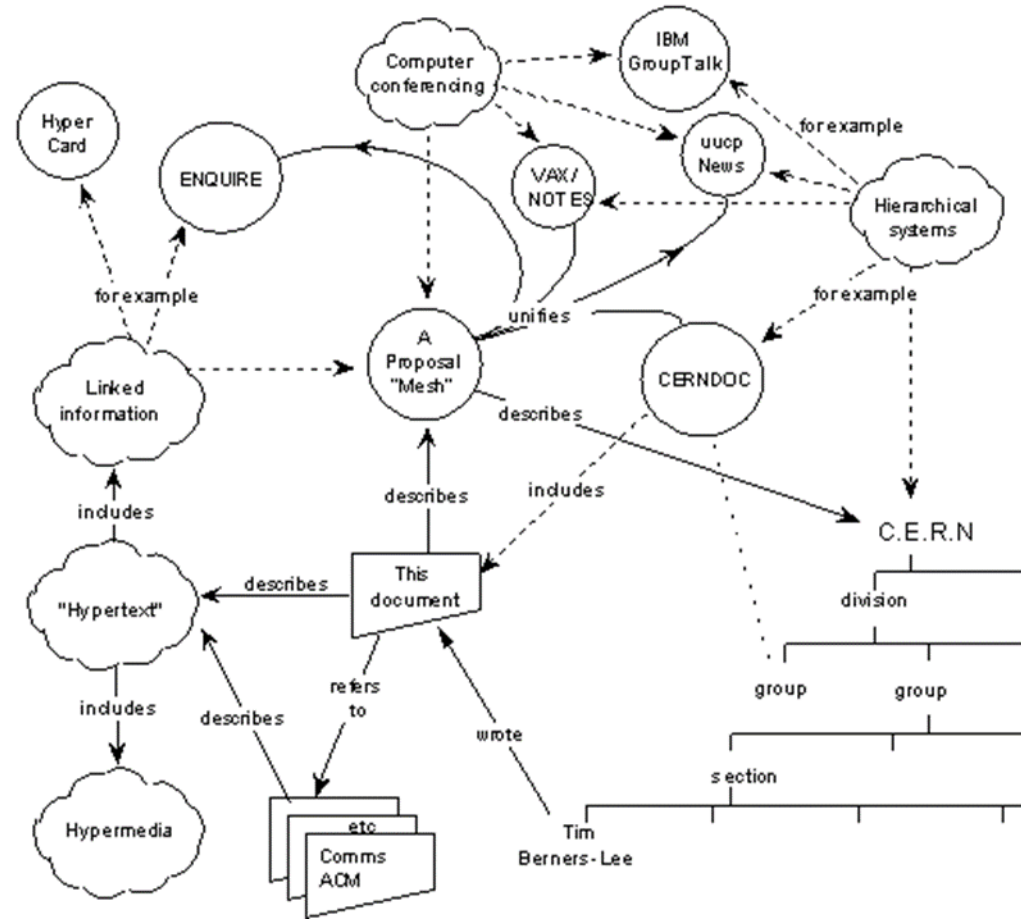 IBM
GroupTalk
Computer
conferencing
Hyper
Card
for example
uucp
News
ENQUIRE
VAX/
NOTES
Hierarchical
systems
for example
for example
unifies
A
Proposal
"Mesh"
CERNDOC
Linked
information
describes
includes
describes
includes
C.E.R.N
This
document
describes
"Hypertext"
division
refers
to
group
group
includes
describes
wrote
section
Hypermedia
etc
Comms
ACM
Tim
Berners-Lee